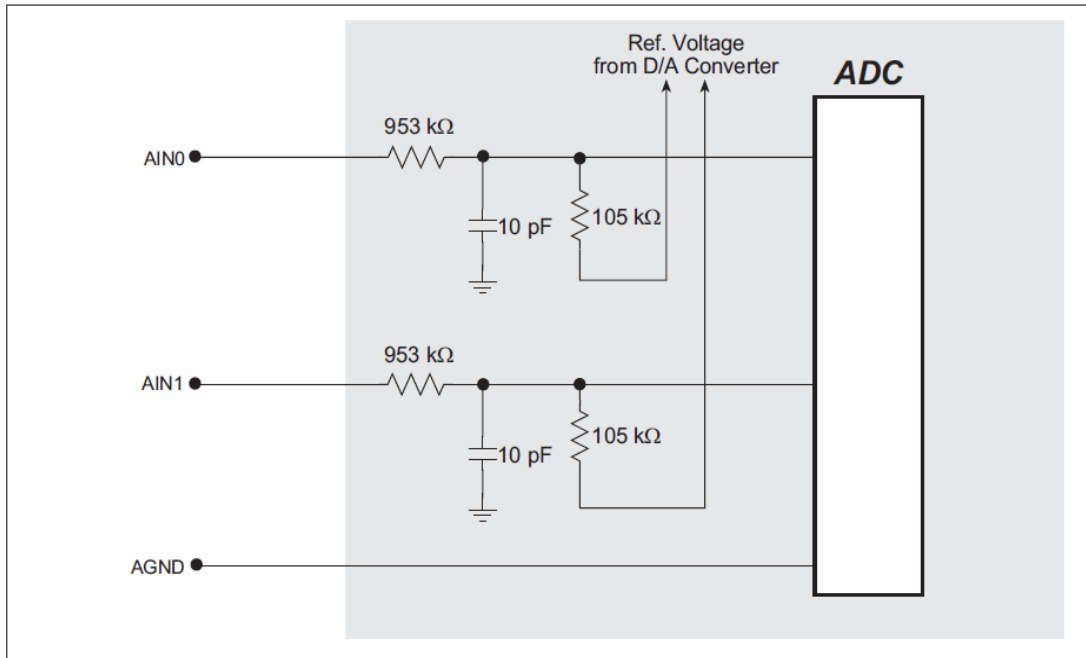 Ref. Voltage
from D/A Converter
ADC
953 kΩ
AIN0
105 kΩ
10 pF
953 kΩ
AIN1
105 kΩ
10 pF
AGND